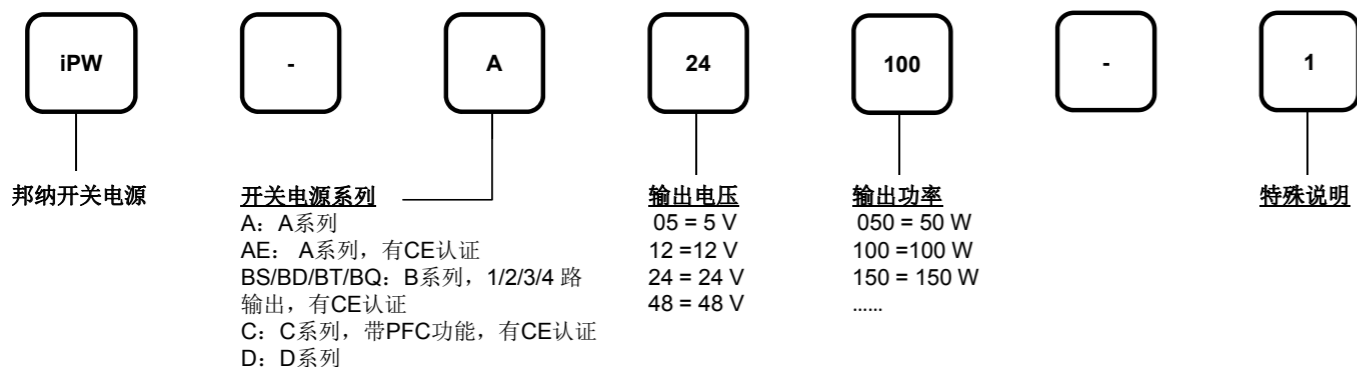 iPW
-
A
24
100
-
1
邦纳开关电源
开关电源系列
A：A系列
AE： A系列，有CE认证
BS/BD/BT/BQ：B系列，1/2/3/4 路
输出，有CE认证
C：C系列，带PFC功能，有CE认证
D：D系列
输出电压
05 = 5 V
12 =12 V
24 = 24 V
48 = 48 V
输出功率
050 = 50 W
100 =100 W
150 = 150 W
......
特殊说明